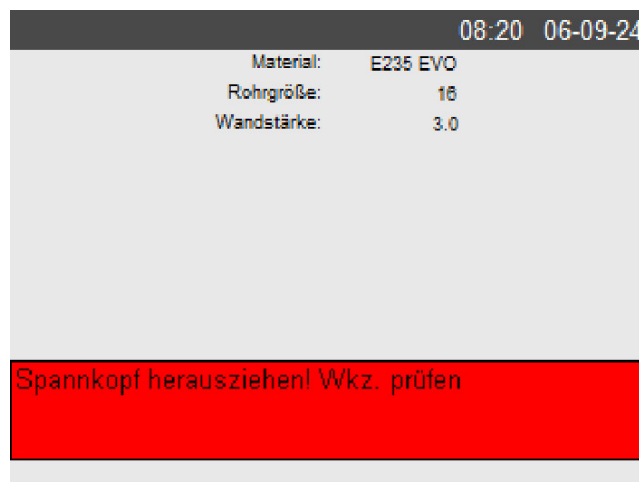 08:20 06-09-24
Material: E235 EVO
Rohrgröße: 16
Wandstärke: 3.0
Spannkopf herausziehen! Wkz. prüfen